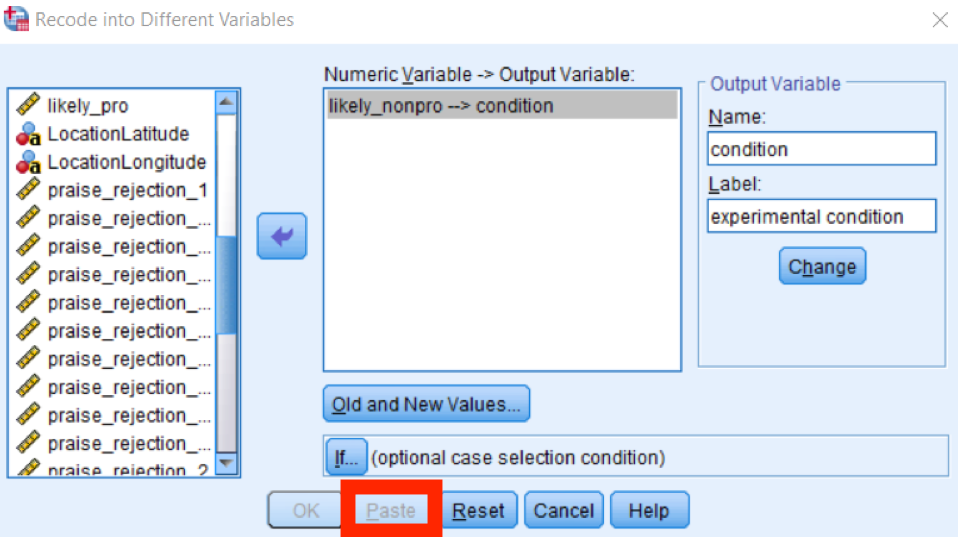 Recode into Different Variables
likely_pro
LocationLatitude
LocationLongitude
praise_rejection_1
praise_rejection_...
praise_rejection_...
praise_rejection_...
praise_rejection_...
praise_rejection_...
praise_rejection_...
praise_rejection_...
praise_rejection_...
praise_rejection_...
praise_rejection_2
Numeric Variable -> Output Variable:
likely_nonpro --> condition
Output Variable
Name:
condition
Label:
experimental condition
Change
Old and New Values...
If... (optional case selection condition)
OK Paste Reset Cancel Help